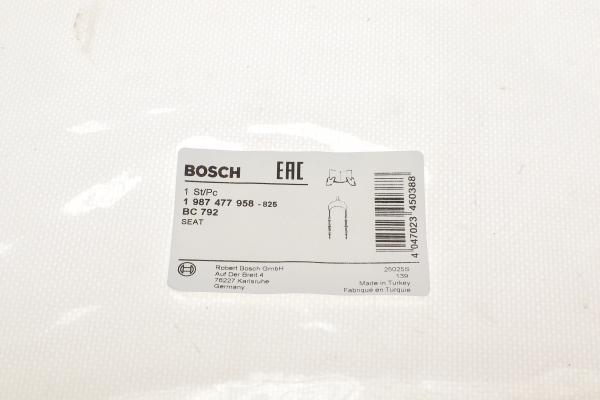 BOSCH EAC
1 St/Pc
1 987 477 958 - 825
BC 792
SEAT
4 047023 450388
Robert Bosch GmbH
Auf Der Breit 4
76227 Karlsruhe
Germany
26025S
139
Made in Turkey
Fabriqué en Turquie